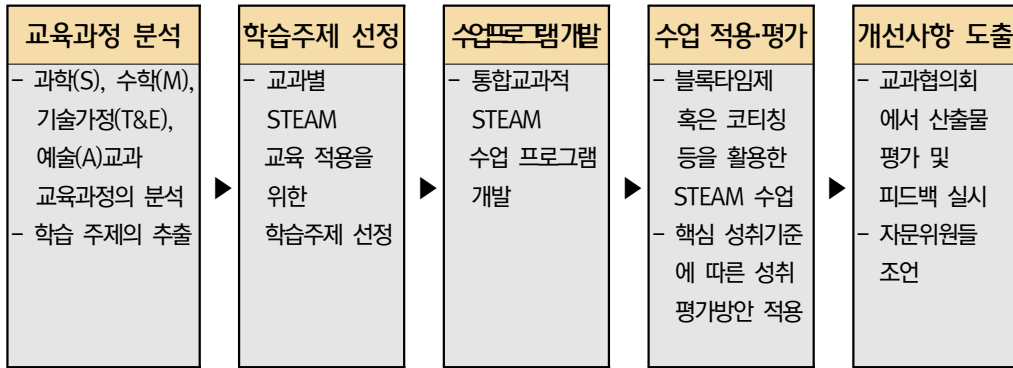 교육과정 분석
- 과학(S), 수학(M),
기술가정(T&E),
예술(A)교과
교육과정의 분석
- 학습 주제의 추출
▶
학습주제 선정
- 교과별
STEAM
교육 적용을
위한
학습주제 선정
▶
수업프로그램개발
- 통합교과적
STEAM
수업 프로그램
개발
▶
수업 적용·평가
- 블록타임제
혹은 코티칭
등을 활용한
STEAM 수업
- 핵심 성취기준
에 따른 성취
평가방안 적용
▶
개선사항 도출
- 교과협의회
에서 산출물
평가 및
피드백 실시
- 자문위원들
조언